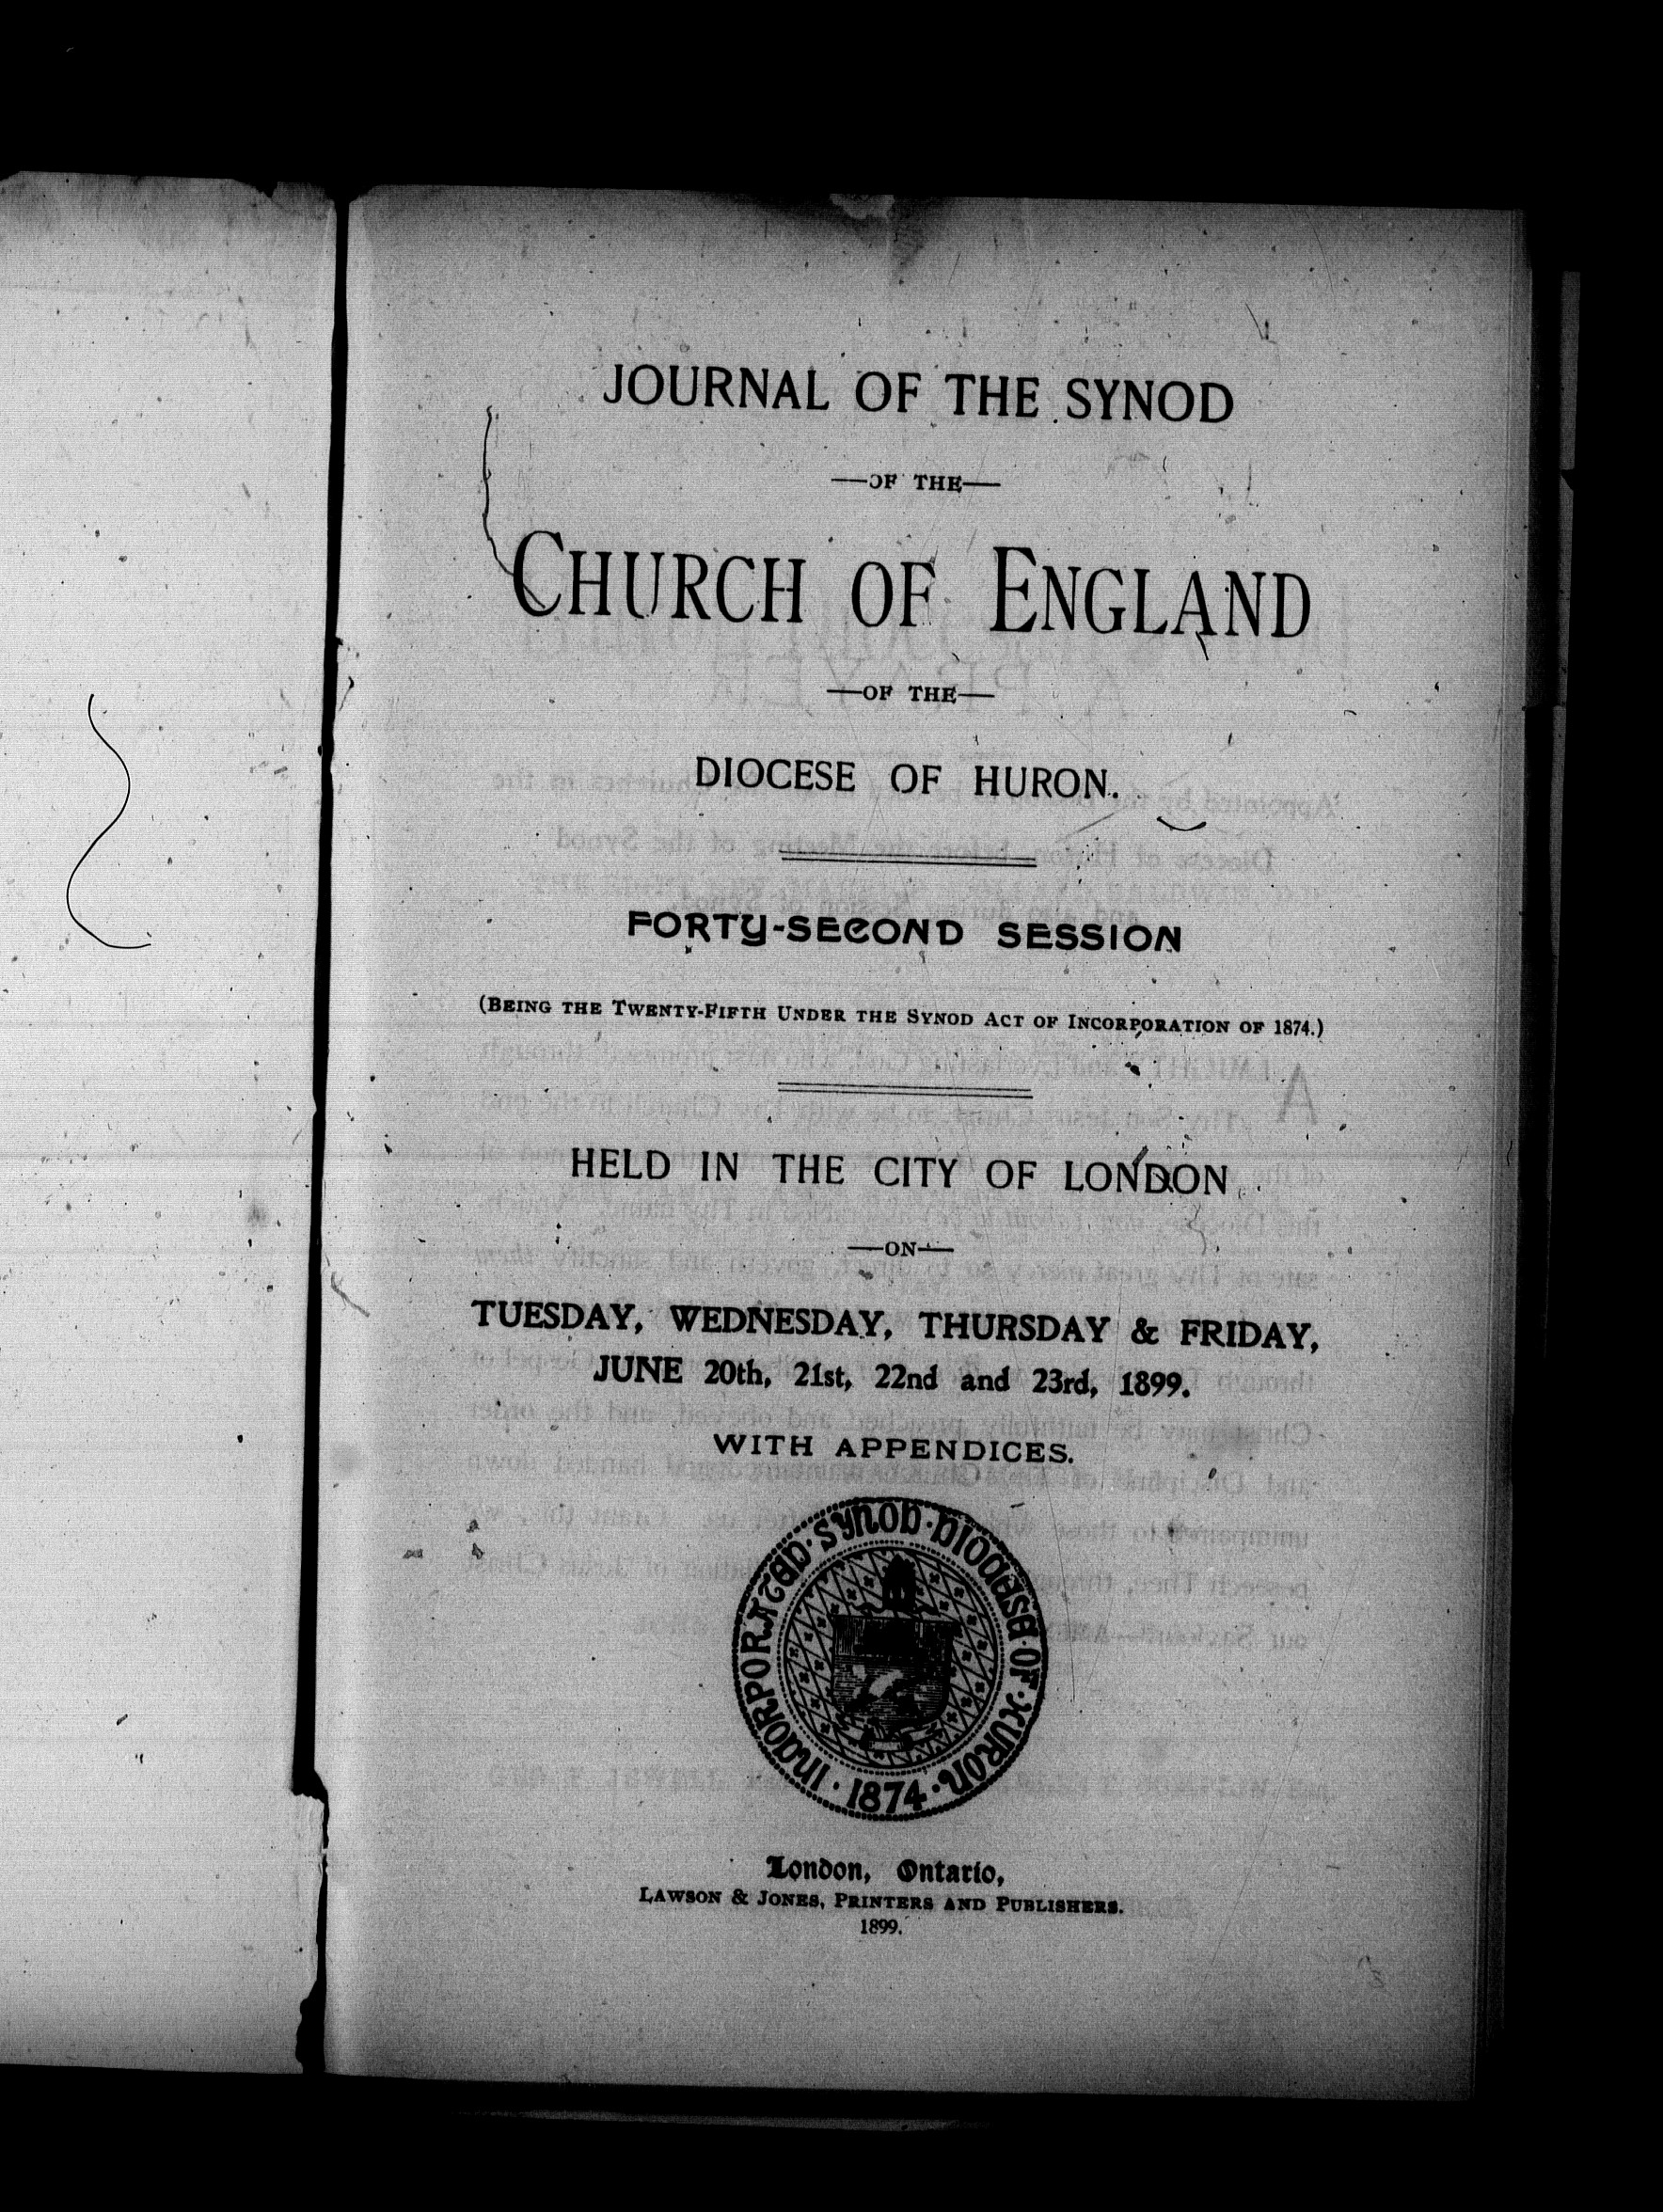 JOURNAL OF THE SYNOD
—OF THE—
CHURCH OF ENGLAND
—OF THE—
DIOCESE OF HURON.
FORTY-SECOND SESSION
(BEING THE TWENTY-FIFTH UNDER THE SYNOD ACT OF INCORPORATION OF 1874.)
HELD IN THE CITY OF LONDON
—ON—
TUESDAY, WEDNESDAY, THURSDAY & FRIDAY,
JUNE 20th, 21st, 22nd and 23rd, 1899.
WITH APPENDICES.
INCORPORATED · SYNOD · DIOCESE · OF · HURON · 1874 ·
London, Ontario,
LAWSON & JONES, PRINTERS AND PUBLISHERS.
1899.